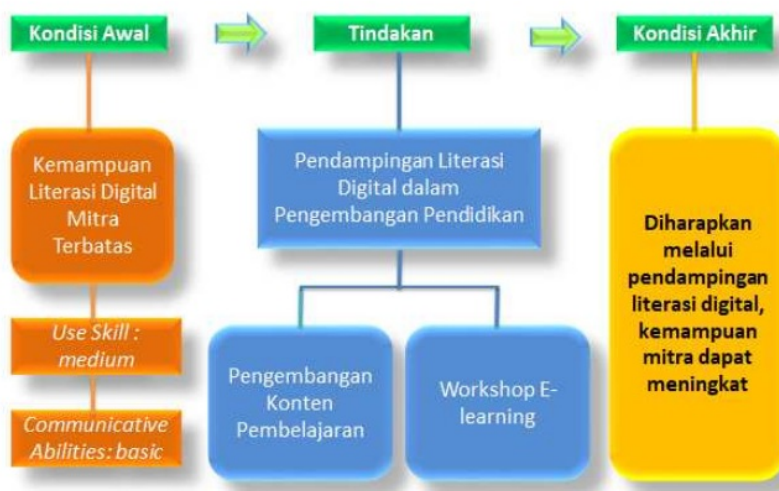 Kondisi Awal
Tindakan
Kondisi Akhir
Kemampuan
Literasi Digital
Mitra
Terbatas
Use Skill :
medium
Communicative
Abilities: basic
Pendampingan Literasi
Digital dalam
Pengembangan Pendidikan
Pengembangan
Konten
Pembelajaran
Workshop E-
learning
Diharapkan
melalui
pendampingan
literasi digital,
kemampuan
mitra dapat
meningkat